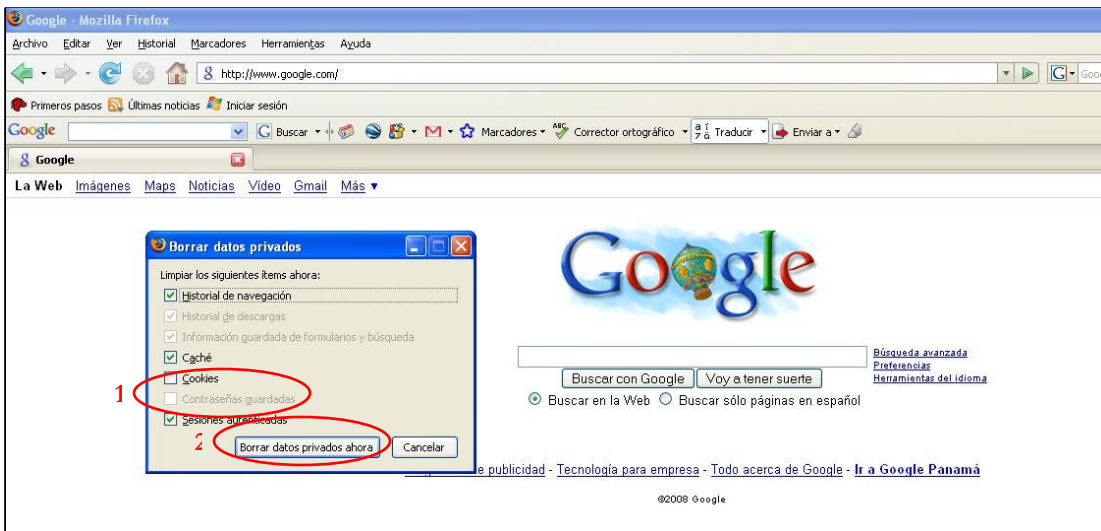 Google - Mozilla Firefox
Archivo Editar Ver Historial Marcadores Herramientas Ayuda
http://www.google.com/
G Goo
Primeros pasos Últimas noticias Iniciar sesión
Google G Buscar Marcadores ABC Corrector ortográfico Traducir Enviar a
Google
La Web Imágenes Maps Noticias Vídeo Gmail Más ▼
Borrar datos privados
Limpiar los siguientes ítems ahora:
Historial de navegación
Historial de descargas
Información guardada de formularios y búsqueda
Caché
Cookies
1 Contraseñas guardadas
Sesiones autenticadas
2 Borrar datos privados ahora Cancelar
Google
Búsqueda avanzada
Preferencias
Herramientas del idioma
Buscar con Google Voy a tener suerte
Buscar en la Web Buscar sólo páginas en español
publicidad - Tecnología para empresa - Todo acerca de Google - Ir a Google Panamá
©2008 Google